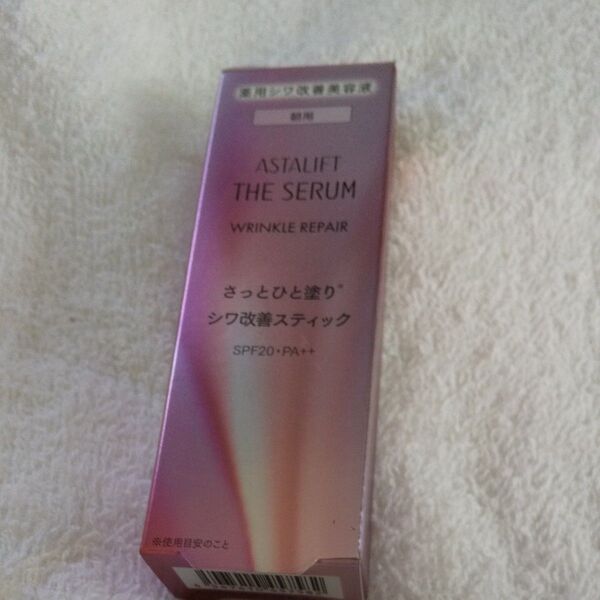 薬用シワ改善美容液
朝用
ASTALIFT
THE SERUM
WRINKLE REPAIR
さっとひと塗り※
シワ改善スティック
SPF20・PA++
※使用目安のこと